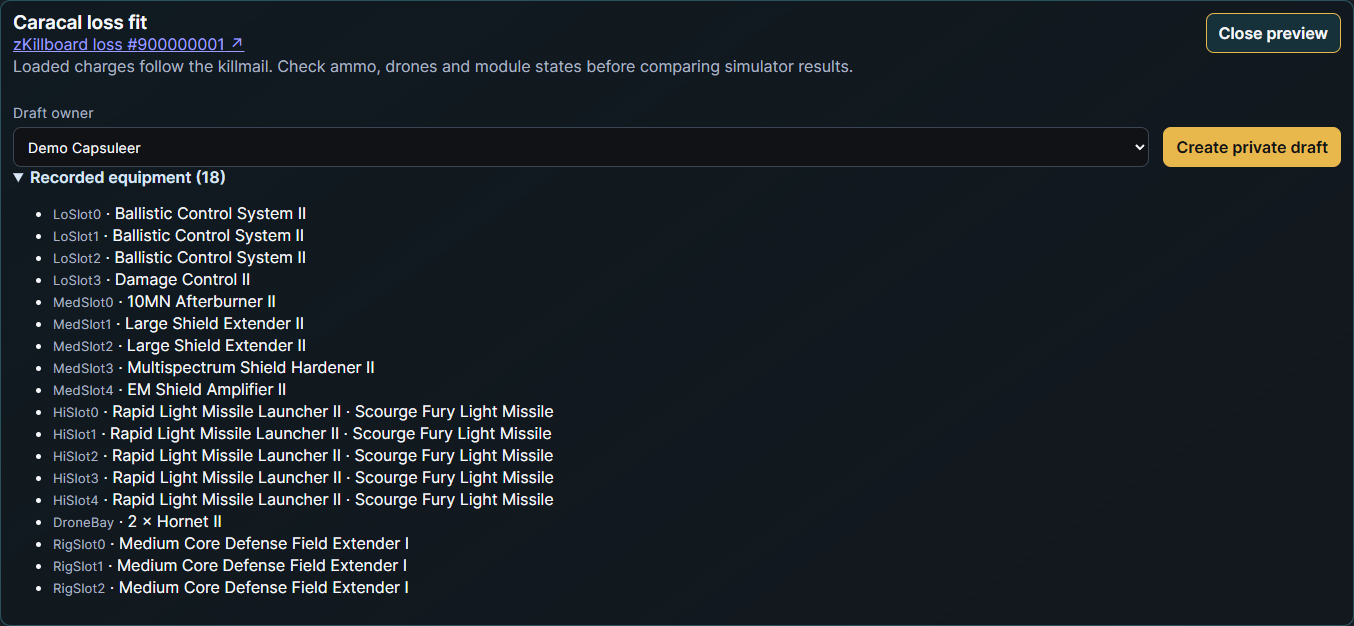 Caracal loss fit
zKillboard loss #900000001 ↗
Close preview
Loaded charges follow the killmail. Check ammo, drones and module states before comparing simulator results.
Draft owner
Demo Capsuleer
Create private draft
▼ Recorded equipment (18)
• LoSlot0 · Ballistic Control System II
• LoSlot1 · Ballistic Control System II
• LoSlot2 · Ballistic Control System II
• LoSlot3 · Damage Control II
• MedSlot0 · 10MN Afterburner II
• MedSlot1 · Large Shield Extender II
• MedSlot2 · Large Shield Extender II
• MedSlot3 · Multispectrum Shield Hardener II
• MedSlot4 · EM Shield Amplifier II
• HiSlot0 · Rapid Light Missile Launcher II · Scourge Fury Light Missile
• HiSlot1 · Rapid Light Missile Launcher II · Scourge Fury Light Missile
• HiSlot2 · Rapid Light Missile Launcher II · Scourge Fury Light Missile
• HiSlot3 · Rapid Light Missile Launcher II · Scourge Fury Light Missile
• HiSlot4 · Rapid Light Missile Launcher II · Scourge Fury Light Missile
• DroneBay · 2 × Hornet II
• RigSlot0 · Medium Core Defense Field Extender I
• RigSlot1 · Medium Core Defense Field Extender I
• RigSlot2 · Medium Core Defense Field Extender I